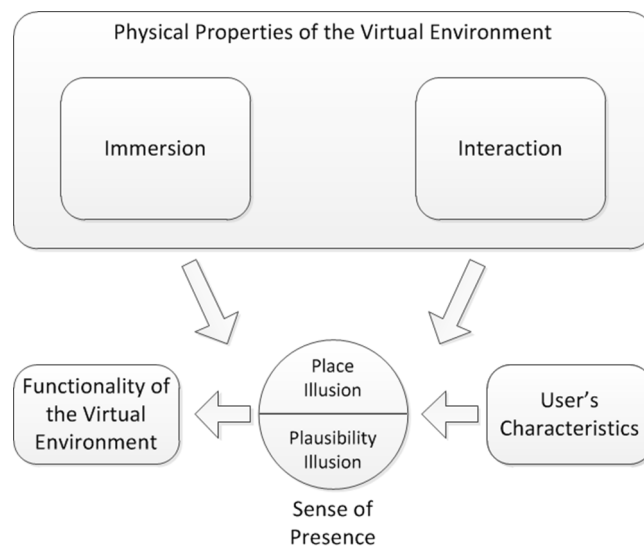 Physical Properties of the Virtual Environment
Immersion
Interaction
Place
Illusion
Plausibility
Illusion
Sense of
Presence
Functionality of
the Virtual
Environment
User's
Characteristics